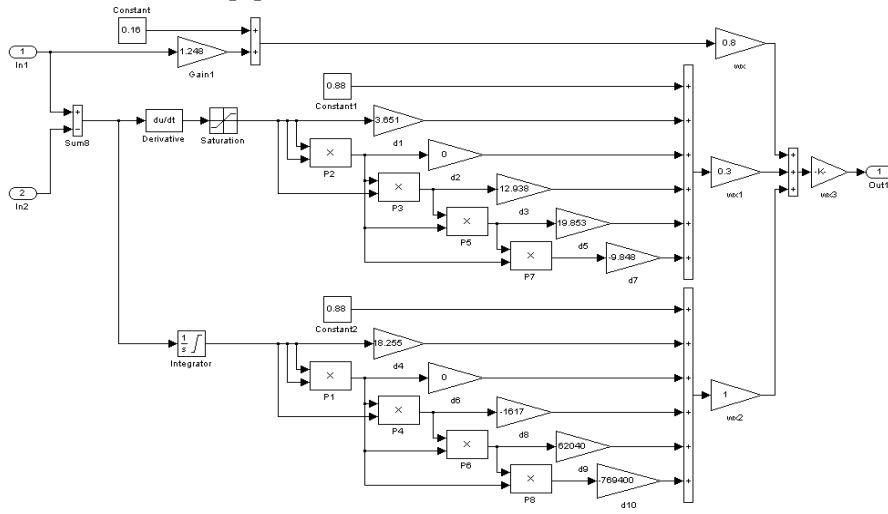 Constant
0.16
1
In1
1.248
Gain1
+
+
0.8
wx
0.88
Constant1
+
-
Sum8
du/dt
Derivative
Saturation
3.651
d1
×
P2
0
d2
×
P3
12.938
d3
×
P5
19.853
d5
×
P7
-9.848
d7
+
+
+
+
+
+
0.3
wx1
+
+
+
-K-
wx3
1
Out1
2
In2
0.88
Constant2
1
s
Integrator
18.255
d4
×
P1
0
d6
×
P4
-1617
d8
×
P6
62040
d9
×
P8
-769400
d10
+
+
+
+
+
+
1
wx2